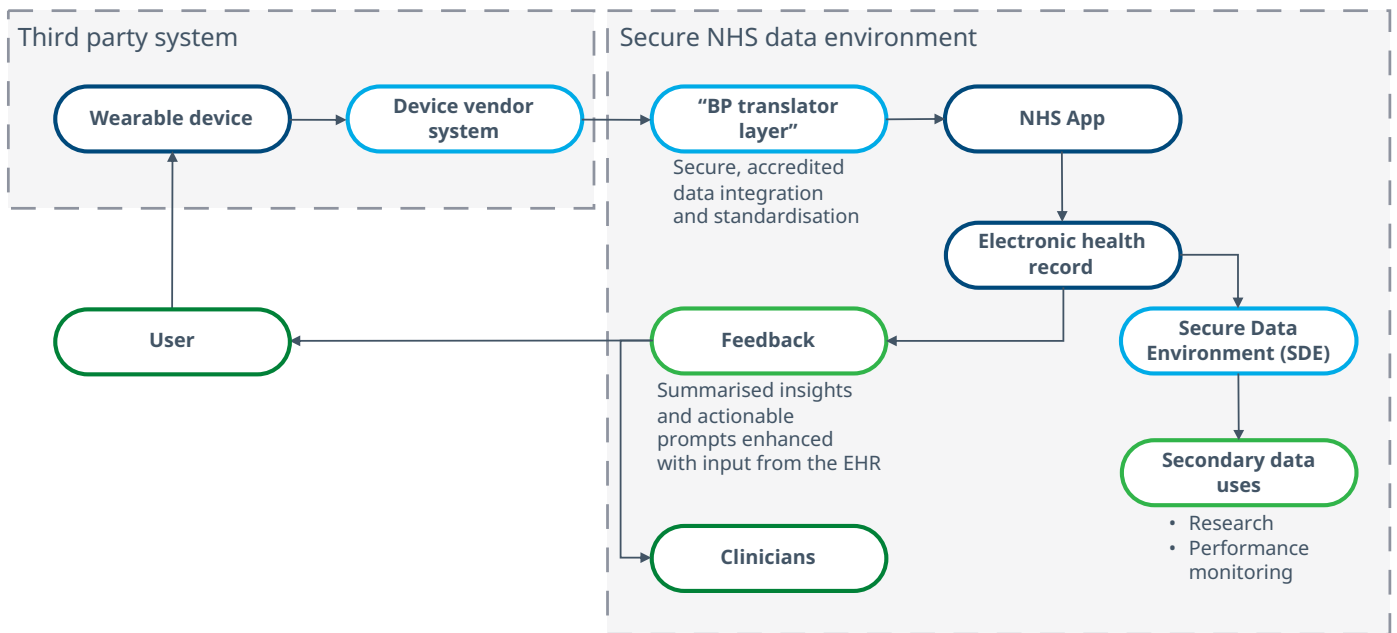 Third party system
Secure NHS data environment
Wearable device
Device vendor
system
“BP translator
layer”
NHS App
Secure, accredited
data integration
and standardisation
Electronic health
record
User
Feedback
Secure Data
Environment (SDE)
Summarised insights
and actionable
prompts enhanced
with input from the EHR
Secondary data
uses
• Research
• Performance
monitoring
Clinicians